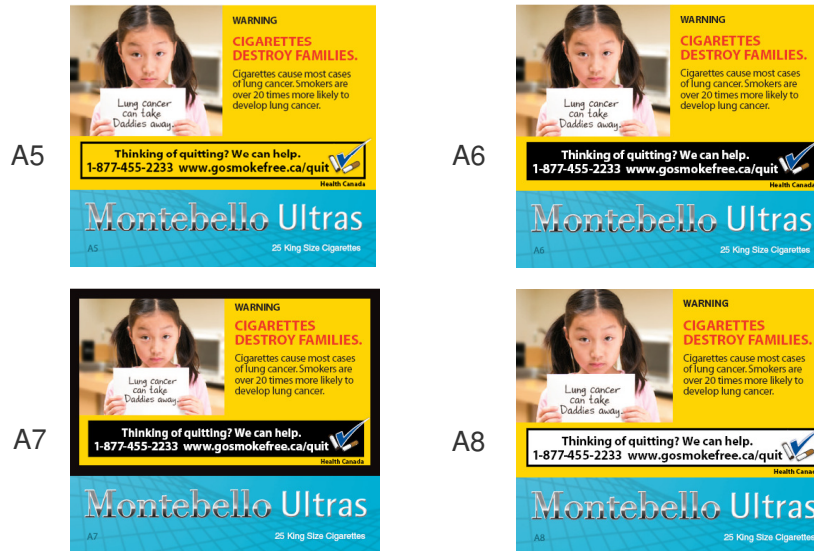 A5
WARNING
CIGARETTES
DESTROY FAMILIES.
Cigarettes cause most cases
of lung cancer. Smokers are
over 20 times more likely to
develop lung cancer.
Lung cancer
can take
Daddies away.
Thinking of quitting? We can help.
1-877-455-2233 www.gosmokefree.ca/quit
Health Canada
Montebello Ultras
A5
25 King Size Cigarettes
A6
WARNING
CIGARETTES
DESTROY FAMILIES.
Cigarettes cause most cases
of lung cancer. Smokers are
over 20 times more likely to
develop lung cancer.
Lung cancer
can take
Daddies away.
Thinking of quitting? We can help.
1-877-455-2233 www.gosmokefree.ca/quit
Health Canada
Montebello Ultras
A6
25 King Size Cigarettes
A7
WARNING
CIGARETTES
DESTROY FAMILIES.
Cigarettes cause most cases
of lung cancer. Smokers are
over 20 times more likely to
develop lung cancer.
Lung cancer
can take
Daddies away.
Thinking of quitting? We can help.
1-877-455-2233 www.gosmokefree.ca/quit
Health Canada
Montebello Ultras
A7
25 King Size Cigarettes
A8
WARNING
CIGARETTES
DESTROY FAMILIES.
Cigarettes cause most cases
of lung cancer. Smokers are
over 20 times more likely to
develop lung cancer.
Lung cancer
can take
Daddies away.
Thinking of quitting? We can help.
1-877-455-2233 www.gosmokefree.ca/quit
Health Cana
Montebello Ultras
A8
25 King Size Cigarettes